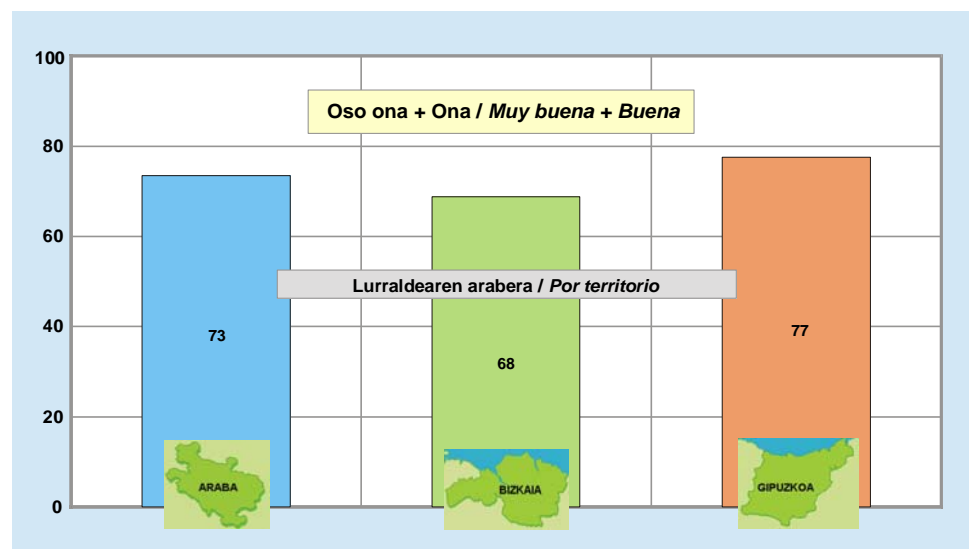 100
Oso ona + Ona / Muy buena + Buena
80
60
Lurraldearen arabera / Por territorio
40
73
68
77
20
ARABA
BIZKAIA
GIPUZKOA
0